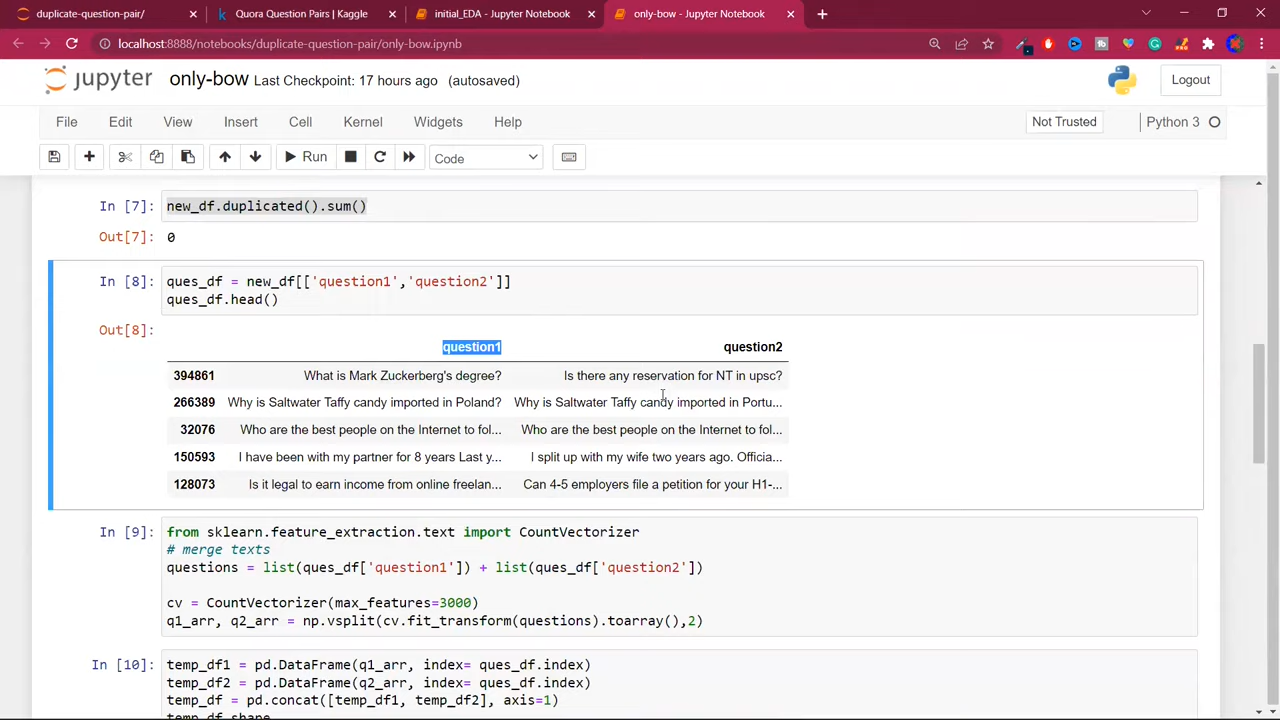 duplicate-question-pair/
Quora Question Pairs | Kaggle
initial_EDA - Jupyter Notebook
only-bow - Jupyter Notebook
localhost:8888/notebooks/duplicate-question-pair/only-bow.ipynb
jupyter only-bow Last Checkpoint: 17 hours ago (autosaved)
Logout
File Edit View Insert Cell Kernel Widgets Help
Not Trusted
Python 3
Run
Code
In [7]: new_df.duplicated().sum()
Out[7]: 0
In [8]: ques_df = new_df[['question1','question2']]
ques_df.head()
Out[8]:
question1 question2
394861 What is Mark Zuckerberg's degree? Is there any reservation for NT in upsc?
266389 Why is Saltwater Taffy candy imported in Poland? Why is Saltwater Taffy candy imported in Portu...
32076 Who are the best people on the Internet to fol... Who are the best people on the Internet to fol...
150593 I have been with my partner for 8 years Last y... I split up with my wife two years ago. Officia...
128073 Is it legal to earn income from online freelan... Can 4-5 employers file a petition for your H1-...
In [9]: from sklearn.feature_extraction.text import CountVectorizer
# merge texts
questions = list(ques_df['question1']) + list(ques_df['question2'])
cv = CountVectorizer(max_features=3000)
q1_arr, q2_arr = np.vsplit(cv.fit_transform(questions).toarray(),2)
In [10]: temp_df1 = pd.DataFrame(q1_arr, index= ques_df.index)
temp_df2 = pd.DataFrame(q2_arr, index= ques_df.index)
temp_df = pd.concat([temp_df1, temp_df2], axis=1)
temp_df.shape